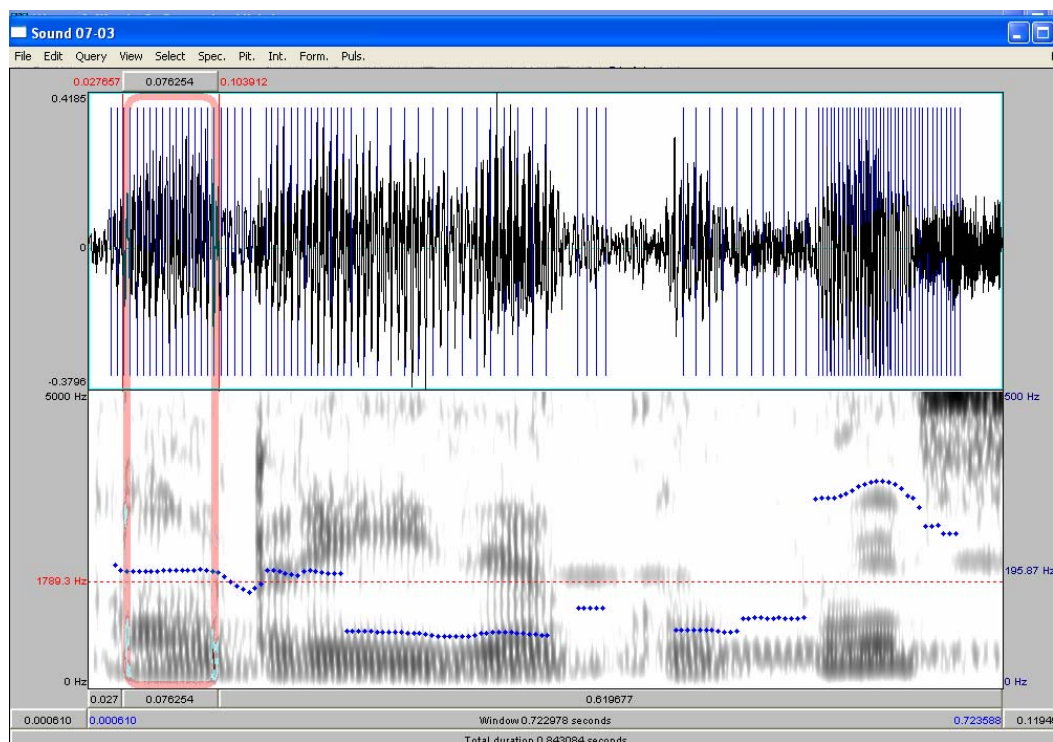 Sound 07-03
File Edit Query View Select Spec. Pit. Int. Form. Puls.
0.027657 0.076254 0.103912
0.4185
0
-0.3796
5000 Hz 500 Hz
1789.3 Hz 195.87 Hz
0 Hz 0 Hz
0.027 0.076254 0.619677
0.000610 0.000610 Window 0.722978 seconds 0.723588
Total duration 0.843084 seconds